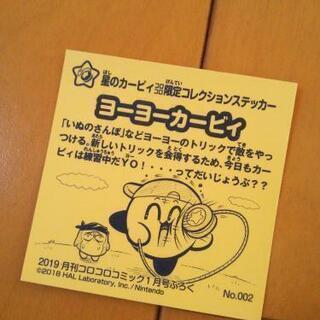 星のカービィ 限定コレクションステッカー
ヨーヨーカービィ
「いぬのさんぽ」などヨーヨーのトリックで敵をやっ
つける。新しいトリックを会得するため、今日もカー
ビィは練習中だYO!・・・ってだいじょうぶ??
2019 月刊コロコロコミック1月号ふろく
©2018 HAL Laboratory, Inc./Nintendo
No.002